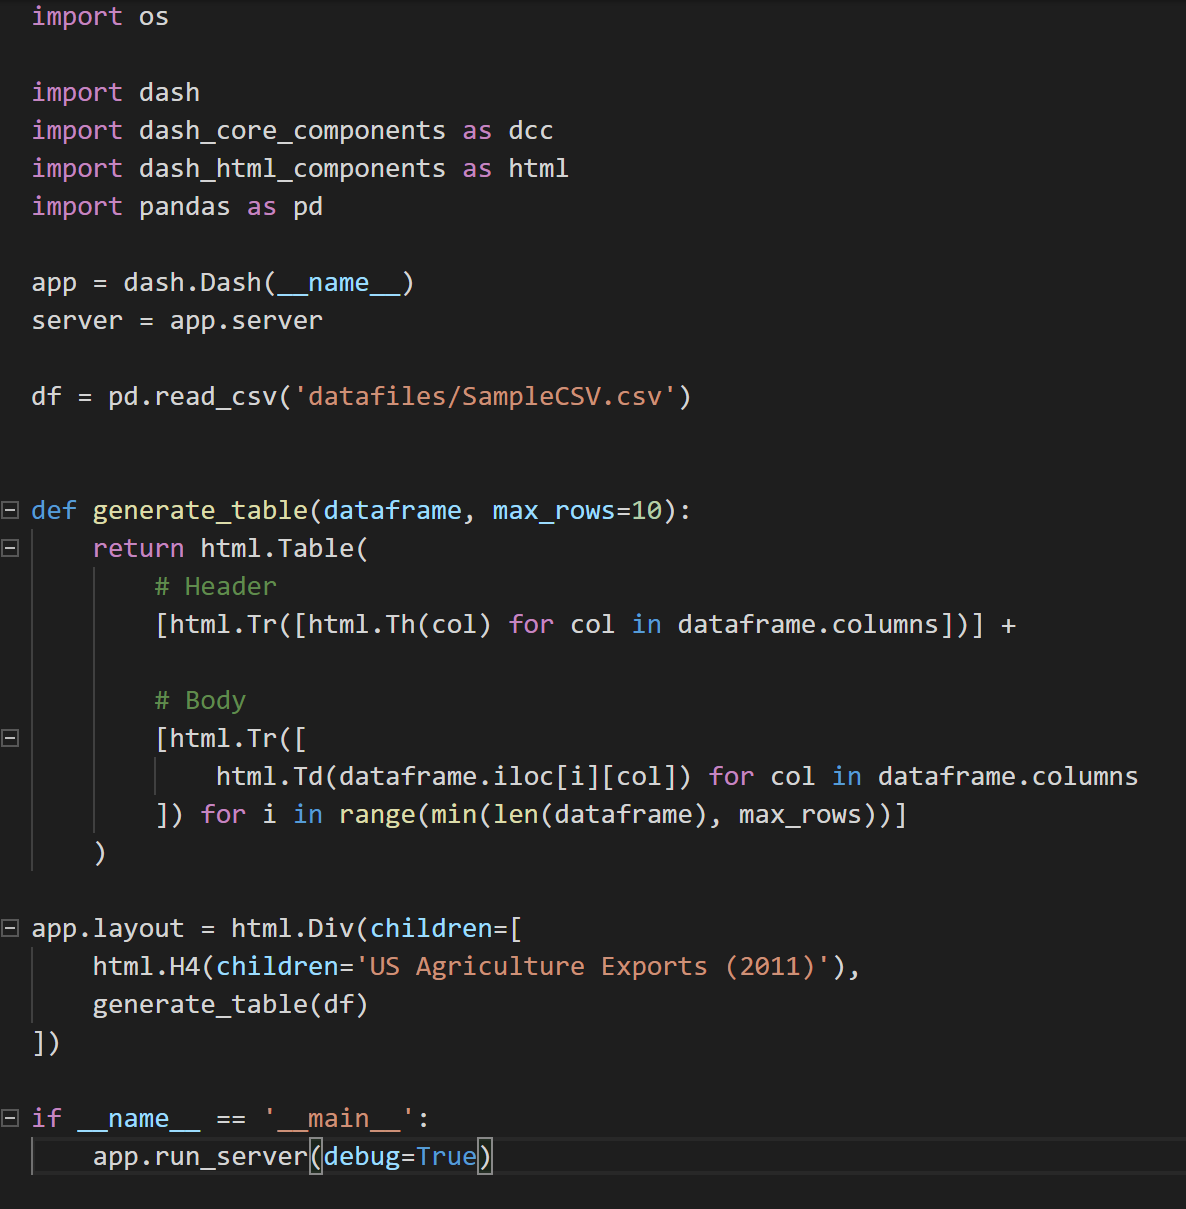 import os
import dash
import dash_core_components as dcc
import dash_html_components as html
import pandas as pd
app = dash.Dash(__name__)
server = app.server
df = pd.read_csv('datafiles/SampleCSV.csv')
def generate_table(dataframe, max_rows=10):
    return html.Table(
        # Header
        [html.Tr([html.Th(col) for col in dataframe.columns])] +
        # Body
        [html.Tr([
            html.Td(dataframe.iloc[i][col]) for col in dataframe.columns
        ]) for i in range(min(len(dataframe), max_rows))]
    )
app.layout = html.Div(children=[
    html.H4(children='US Agriculture Exports (2011)'),
    generate_table(df)
])
if __name__ == '__main__':
    app.run_server(debug=True)